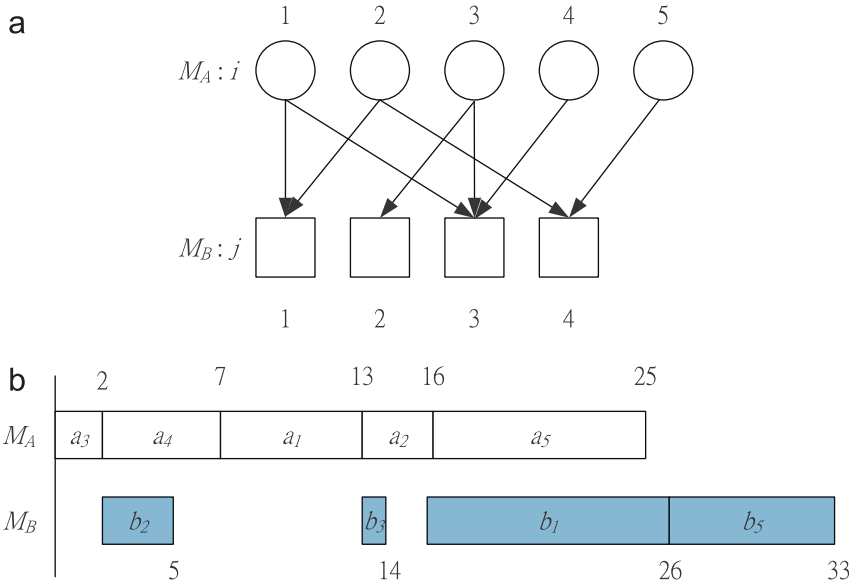 a
1 2 3 4 5
M_A : i
M_B : j
1 2 3 4
b
2 7 13 16 25
M_A a_3 a_4 a_1 a_2 a_5
M_B b_2 b_3 b_1 b_5
5 14 26 33